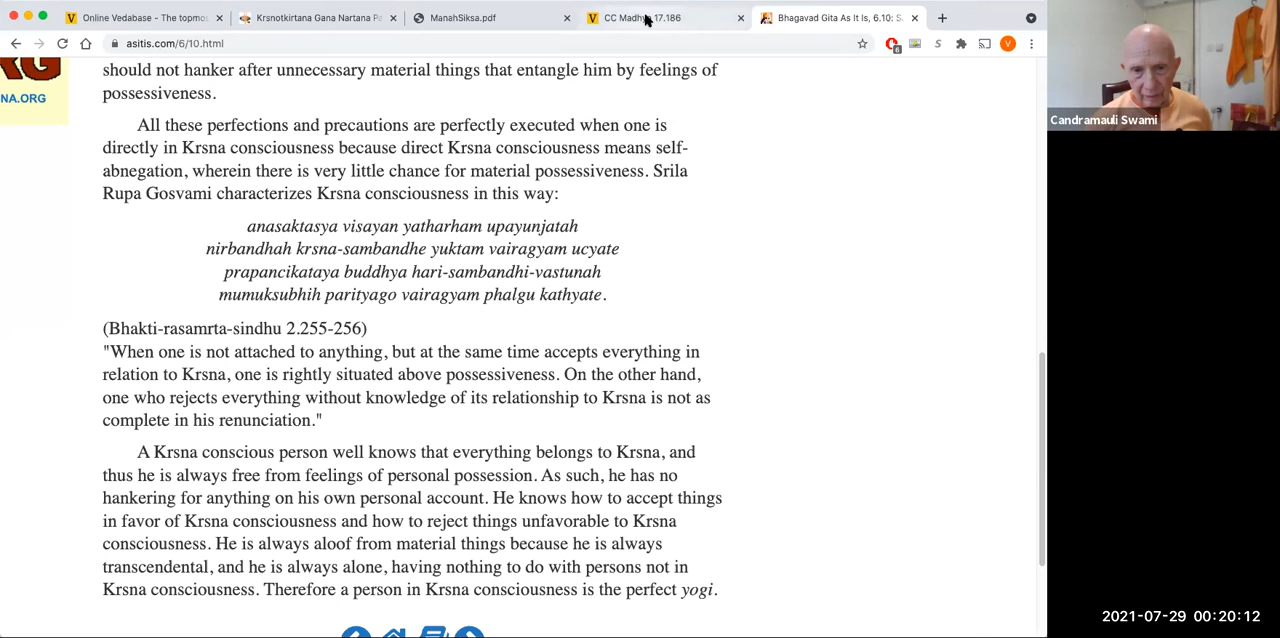 Online Vedabase - The topmos
Krsnotkirtana Gana Nartana Pa
ManahSiksa.pdf
CC Madhya 17.186
Bhagavad Gita As It Is, 6.10: S
asitis.com/6/10.html
6
S
V
RG
NA.ORG
should not hanker after unnecessary material things that entangle him by feelings of
possessiveness.
All these perfections and precautions are perfectly executed when one is
directly in Krsna consciousness because direct Krsna consciousness means self-
abnegation, wherein there is very little chance for material possessiveness. Srila
Rupa Gosvami characterizes Krsna consciousness in this way:
anasaktasya visayan yatharham upayunjatah
nirbandhah krsna-sambandhe yuktam vairagyam ucyate
prapancikataya buddhya hari-sambandhi-vastunah
mumuksubhih parityago vairagyam phalgu kathyate.
(Bhakti-rasamrta-sindhu 2.255-256)
"When one is not attached to anything, but at the same time accepts everything in
relation to Krsna, one is rightly situated above possessiveness. On the other hand,
one who rejects everything without knowledge of its relationship to Krsna is not as
complete in his renunciation."
A Krsna conscious person well knows that everything belongs to Krsna, and
thus he is always free from feelings of personal possession. As such, he has no
hankering for anything on his own personal account. He knows how to accept things
in favor of Krsna consciousness and how to reject things unfavorable to Krsna
consciousness. He is always aloof from material things because he is always
transcendental, and he is always alone, having nothing to do with persons not in
Krsna consciousness. Therefore a person in Krsna consciousness is the perfect yogi.
Candramauli Swami
2021-07-29 00:20:12